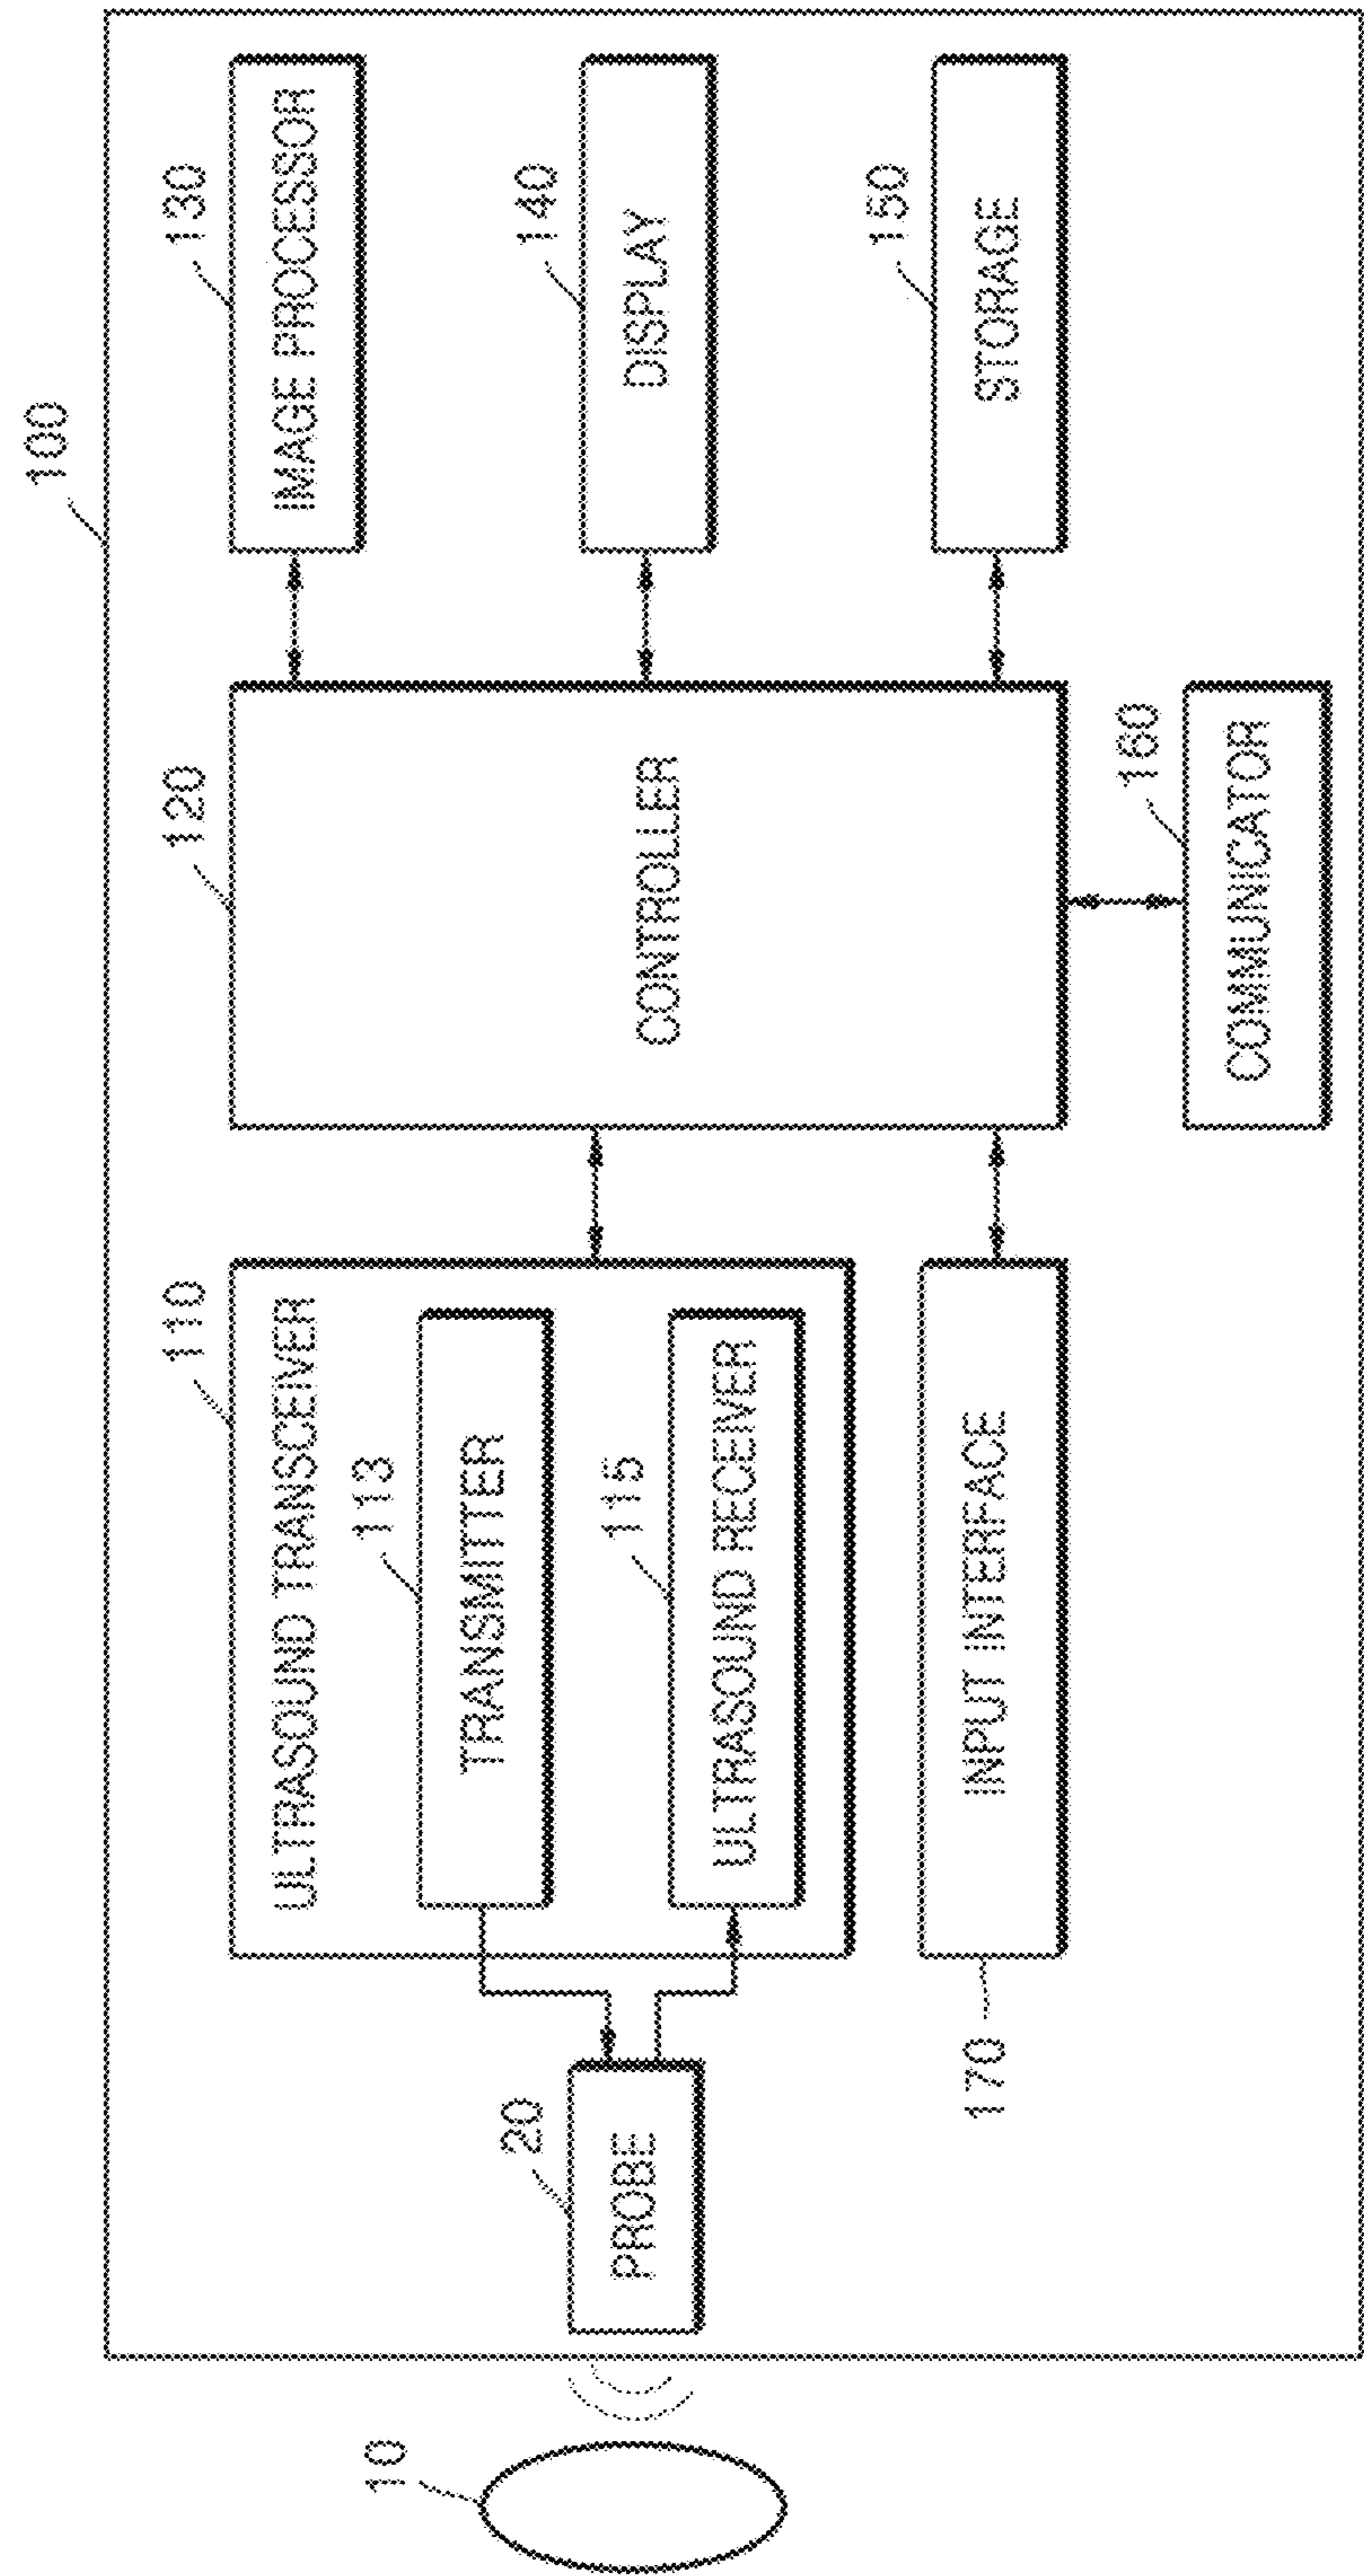 100
110
ULTRASOUND TRANSCEIVER
113
TRANSMITTER
115
ULTRASOUND RECEIVER
120
CONTROLLER
130
IMAGE PROCESSOR
140
DISPLAY
150
STORAGE
10
20
PROBE
170
INPUT INTERFACE
160
COMMUNICATOR